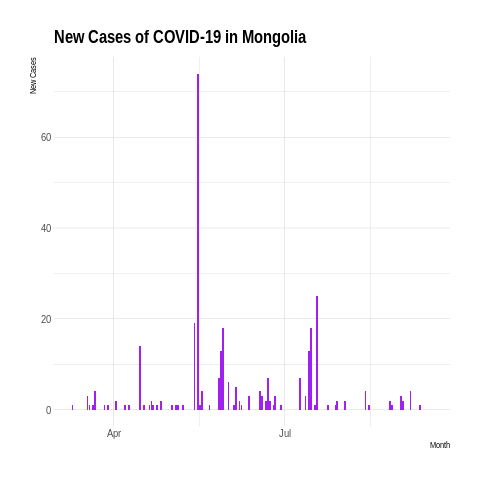 New Cases of COVID-19 in Mongolia
New Cases
60
40
20
0
Apr
Jul
Month